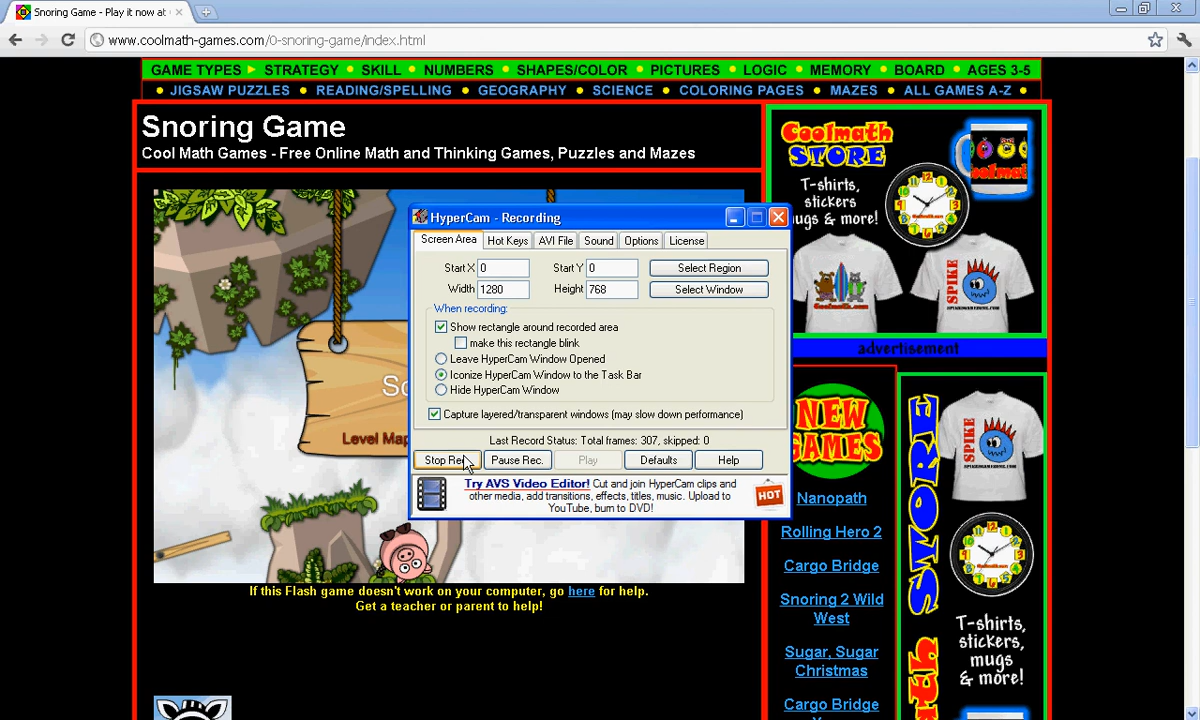 Snoring Game - Play it now at
www.coolmath-games.com/0-snoring-game/index.html
GAME TYPES STRATEGY SKILL NUMBERS SHAPES/COLOR PICTURES LOGIC MEMORY BOARD AGES 3-5
JIGSAW PUZZLES READING/SPELLING GEOGRAPHY SCIENCE COLORING PAGES MAZES ALL GAMES A-Z
Snoring Game
Cool Math Games - Free Online Math and Thinking Games, Puzzles and Mazes
Level Map
HyperCam - Recording
Screen Area Hot Keys AVI File Sound Options License
Start X 0 Start Y 0 Select Region
Width 1280 Height 768 Select Window
When recording:
Show rectangle around recorded area
make this rectangle blink
Leave HyperCam Window Opened
Iconize HyperCam Window to the Task Bar
Hide HyperCam Window
Capture layered/transparent windows (may slow down performance)
Last Record Status: Total frames: 307, skipped: 0
Stop Pause Rec. Play Defaults Help
Try AVS Video Editor! Cut and join HyperCam clips and
other media, add transitions, effects, titles, music. Upload to
YouTube, burn to DVD!
HOT
If this Flash game doesn't work on your computer, go here for help.
Get a teacher or parent to help!
Coolmath
STORE
T-shirts,
stickers
& more!
Coolmath
SPIKE
advertisement
NEW
GAMES
Nanopath
Rolling Hero 2
Cargo Bridge
Snoring 2 Wild
West
Sugar, Sugar
Christmas
Cargo Bridge
STORE
SPIKE
T-shirts,
stickers,
mugs
& more!